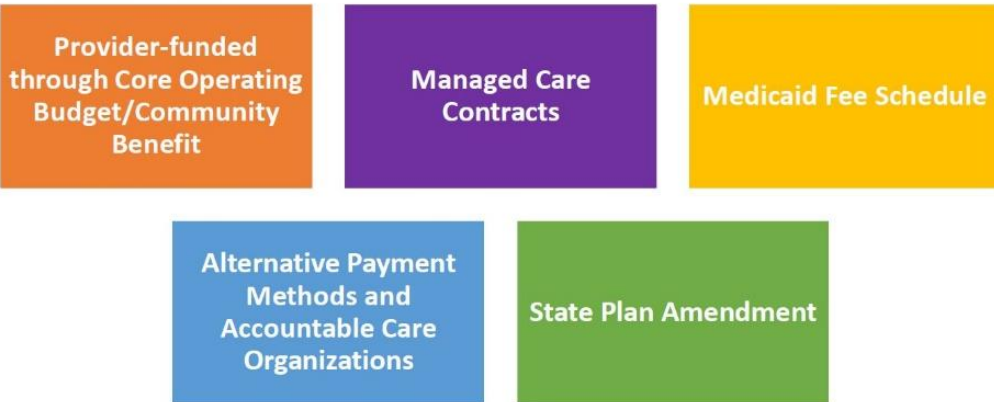 Provider-funded
through Core Operating
Budget/Community
Benefit
Managed Care
Contracts
Medicaid Fee Schedule
Alternative Payment
Methods and
Accountable Care
Organizations
State Plan Amendment